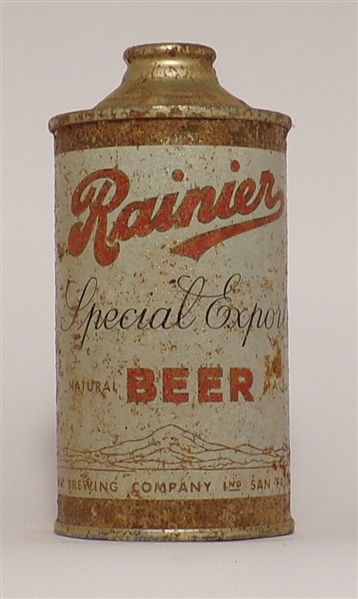 Rainier
Special Export
NATURAL BEER
BREWING COMPANY INC SAN